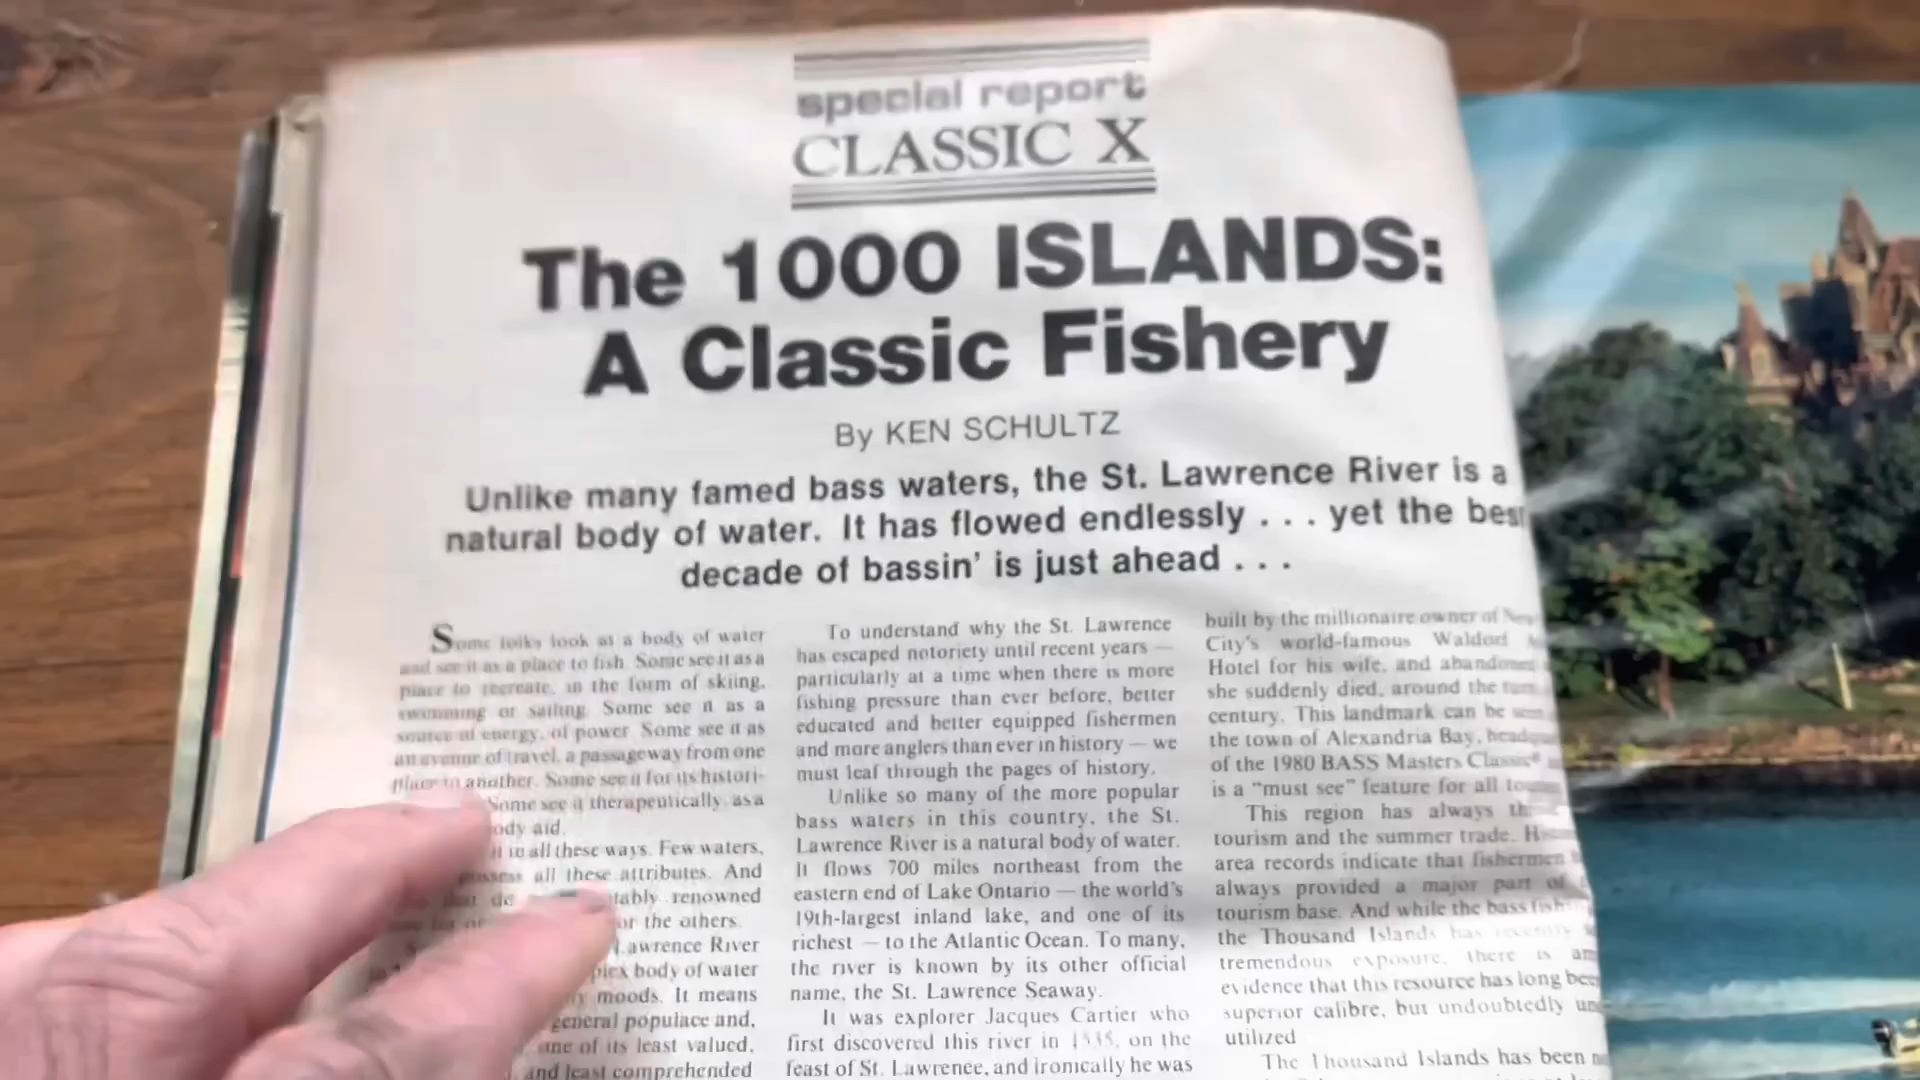 special report
CLASSIC X
The 1000 ISLANDS:
A Classic Fishery
By KEN SCHULTZ
Unlike many famed bass waters, the St. Lawrence River is a
natural body of water. It has flowed endlessly . . . yet the best
decade of bassin' is just ahead . . .
Some folks look at a body of water
and see it as a place to fish. Some see it as a
place to recreate, in the form of skiing,
swimming or sailing. Some see it as a
source of energy, of power. Some see it as
an avenue of travel, a passageway from one
place to another. Some see it for its histori-
Some see it therapeutically, as a
ody aid.
it in all these ways. Few waters,
possess all these attributes. And
that do tably renowned
or the others.
Lawrence River
plex body of water
moods. It means
general populace and,
one of its least valued,
and least comprehended
To understand why the St. Lawrence
has escaped notoriety until recent years —
particularly at a time when there is more
fishing pressure than ever before, better
educated and better equipped fishermen
and more anglers than ever in history — we
must leaf through the pages of history.
Unlike so many of the more popular
bass waters in this country, the St.
Lawrence River is a natural body of water.
It flows 700 miles northeast from the
eastern end of Lake Ontario — the world's
19th-largest inland lake, and one of its
richest — to the Atlantic Ocean. To many,
the river is known by its other official
name, the St. Lawrence Seaway.
It was explorer Jacques Cartier who
first discovered this river in 1535, on the
feast of St. Lawrence, and ironically he was
built by the millionaire owner of New
City's world-famous Waldorf
Hotel for his wife, and abandoned
she suddenly died, around the turn
century. This landmark can be seen
the town of Alexandria Bay, headq
of the 1980 BASS Masters Classic®
is a "must see" feature for all
This region has always
tourism and the summer trade.
area records indicate that fishermen
always provided a major part of
tourism base. And while the bass
the Thousand Islands has recently
tremendous exposure, there is
evidence that this resource has long been
superior calibre, but undoubtedly
utilized
The Thousand Islands has been